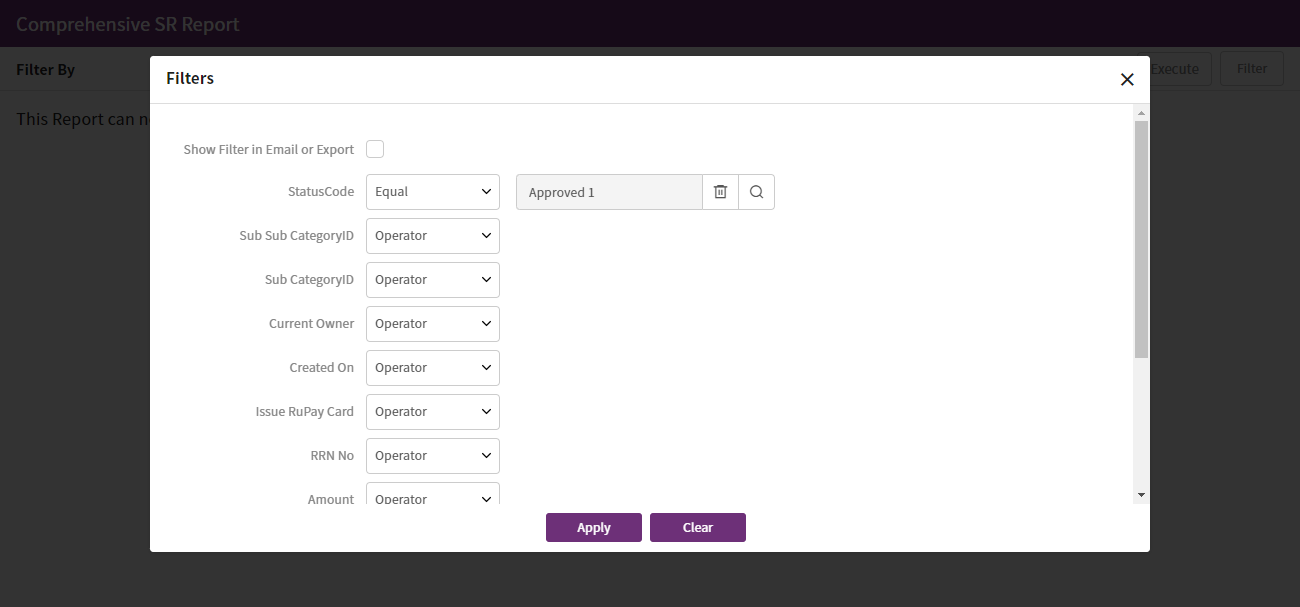 Comprehensive SR Report
Filter By
Execute
Filter
This Report can n
Filters
Show Filter in Email or Export
StatusCode Equal Approved 1
Sub Sub CategoryID Operator
Sub CategoryID Operator
Current Owner Operator
Created On Operator
Issue RuPay Card Operator
RRN No Operator
Amount Operator
Apply Clear